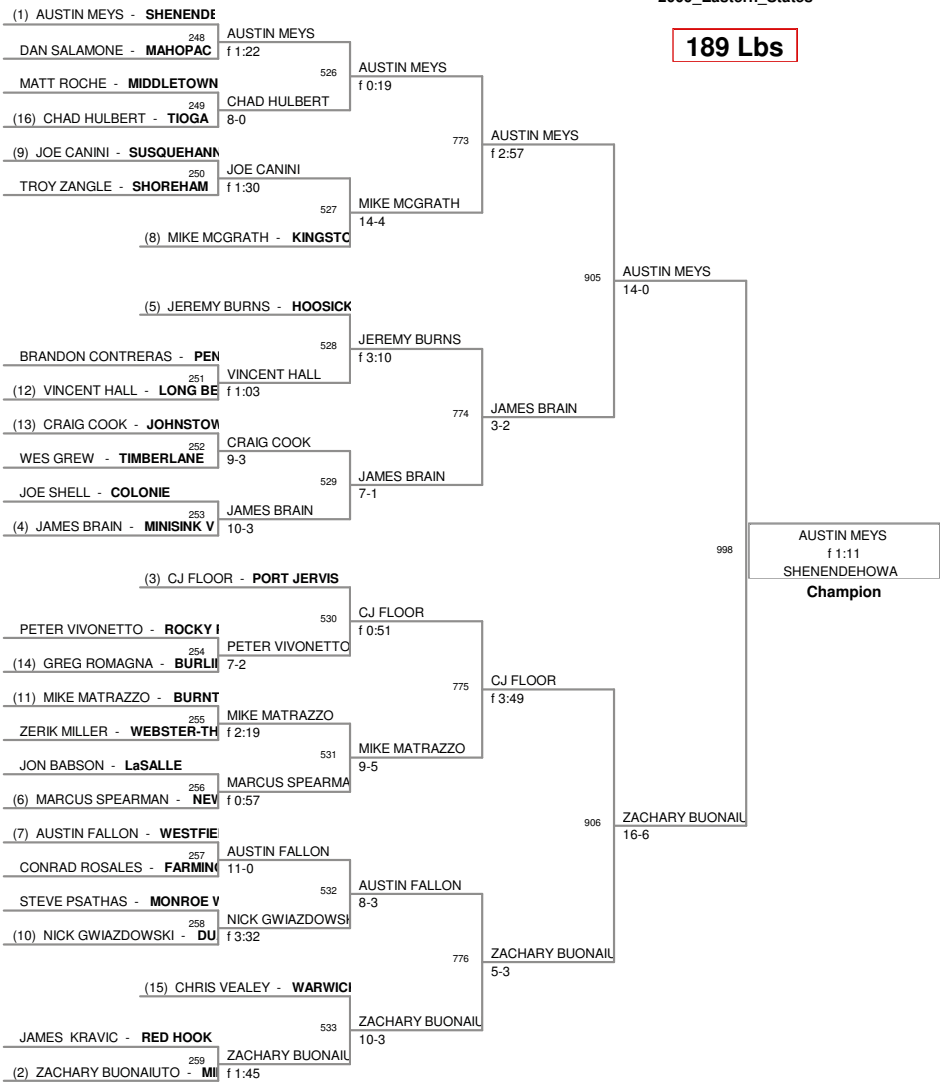 2009_Eastern_States
189 Lbs
(1) AUSTIN MEYS - SHENENDE
248
DAN SALAMONE - MAHOPAC
AUSTIN MEYS
f 1:22
MATT ROCHE - MIDDLETOWN
249
(16) CHAD HULBERT - TIOGA
CHAD HULBERT
8-0
526
AUSTIN MEYS
f 0:19
(9) JOE CANINI - SUSQUEHANN
250
TROY ZANGLE - SHOREHAM
JOE CANINI
f 1:30
(8) MIKE MCGRATH - KINGSTO
527
MIKE MCGRATH
14-4
773
AUSTIN MEYS
f 2:57
(5) JEREMY BURNS - HOOSICK
528
BRANDON CONTRERAS - PEN
251
(12) VINCENT HALL - LONG BE
VINCENT HALL
f 1:03
JEREMY BURNS
f 3:10
(13) CRAIG COOK - JOHNSTOW
252
WES GREW - TIMBERLANE
CRAIG COOK
9-3
JOE SHELL - COLONIE
253
(4) JAMES BRAIN - MINISINK V
JAMES BRAIN
10-3
529
JAMES BRAIN
7-1
774
JAMES BRAIN
3-2
905
AUSTIN MEYS
14-0
(3) CJ FLOOR - PORT JERVIS
530
PETER VIVONETTO - ROCKY
254
(14) GREG ROMAGNA - BURLI
PETER VIVONETTO
7-2
CJ FLOOR
f 0:51
(11) MIKE MATRAZZO - BURNT
255
ZERIK MILLER - WEBSTER-TH
MIKE MATRAZZO
f 2:19
JON BABSON - LaSALLE
256
(6) MARCUS SPEARMAN - NEW
MARCUS SPEARMA
f 0:57
531
MIKE MATRAZZO
9-5
775
CJ FLOOR
f 3:49
(7) AUSTIN FALLON - WESTFIE
257
CONRAD ROSALES - FARMING
AUSTIN FALLON
11-0
STEVE PSATHAS - MONROE W
258
(10) NICK GWIAZDOWSKI - DU
NICK GWIAZDOWSK
f 3:32
532
AUSTIN FALLON
8-3
(15) CHRIS VEALEY - WARWICK
533
JAMES KRAVIC - RED HOOK
259
(2) ZACHARY BUONAIUTO - MI
ZACHARY BUONAIU
f 1:45
ZACHARY BUONAIU
10-3
776
ZACHARY BUONAIU
5-3
906
ZACHARY BUONAIU
16-6
998
AUSTIN MEYS
f 1:11
SHENENDEHOWA
Champion